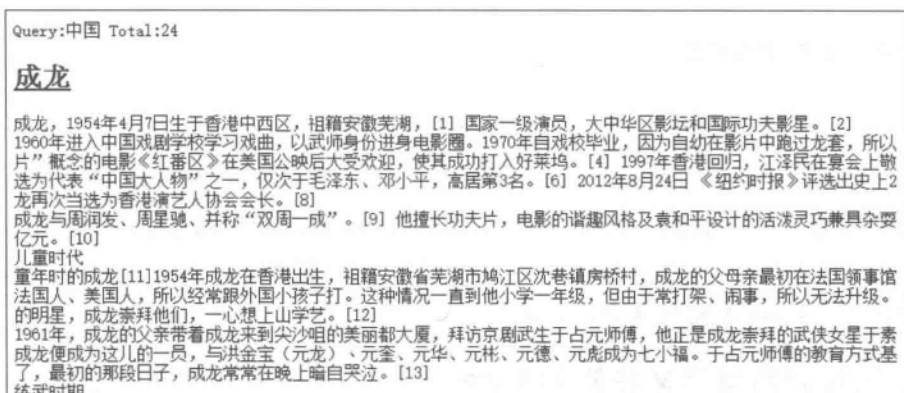 Query:中国 Total:24
成龙
成龙，1954年4月7日生于香港中西区，祖籍安徽芜湖，[1] 国家一级演员，大中华区影坛和国际功夫影星。[2]
1960年进入中国戏剧学校学习戏曲，以武师身份进身电影圈。1970年自戏校毕业，因为自幼在影片中跑过龙套，所以
片”概念的电影《红番区》在美国公映后大受欢迎，使其成功打入好莱坞。[4] 1997年香港回归，江泽民在宴会上敬
选为代表“中国大人物”之一，仅次于毛泽东、邓小平，高居第3名。[6] 2012年8月24日 《纽约时报》评选出史上2
龙再次当选为香港演艺人协会会长。[8]
成龙与周润发、周星驰、并称“双周一成”。[9] 他擅长功夫片，电影的谐趣风格及袁和平设计的活泼灵巧兼具杂耍
亿元。[10]
儿童时代
童年时的成龙[11]1954年成龙在香港出生，祖籍安徽省芜湖市鸠江区沈巷镇房桥村，成龙的父母亲最初在法国领事馆
法国人、美国人，所以经常跟外国小孩子打。这种情况一直到他小学一年级，但由于常打架、闹事，所以无法升级。
的明星，成龙崇拜他们，一心想上山学艺。[12]
1961年，成龙的父亲带着成龙来到尖沙咀的美丽都大厦，拜访京剧武生于占元师傅，他正是成龙崇拜的武侠女星于素
成龙便成为这儿的一员，与洪金宝（元龙）、元奎、元华、元彬、元德、元彪成为七小福。于占元师傅的教育方式基
了，最初的那段日子，成龙常常在晚上暗自哭泣。[13]
练武时期